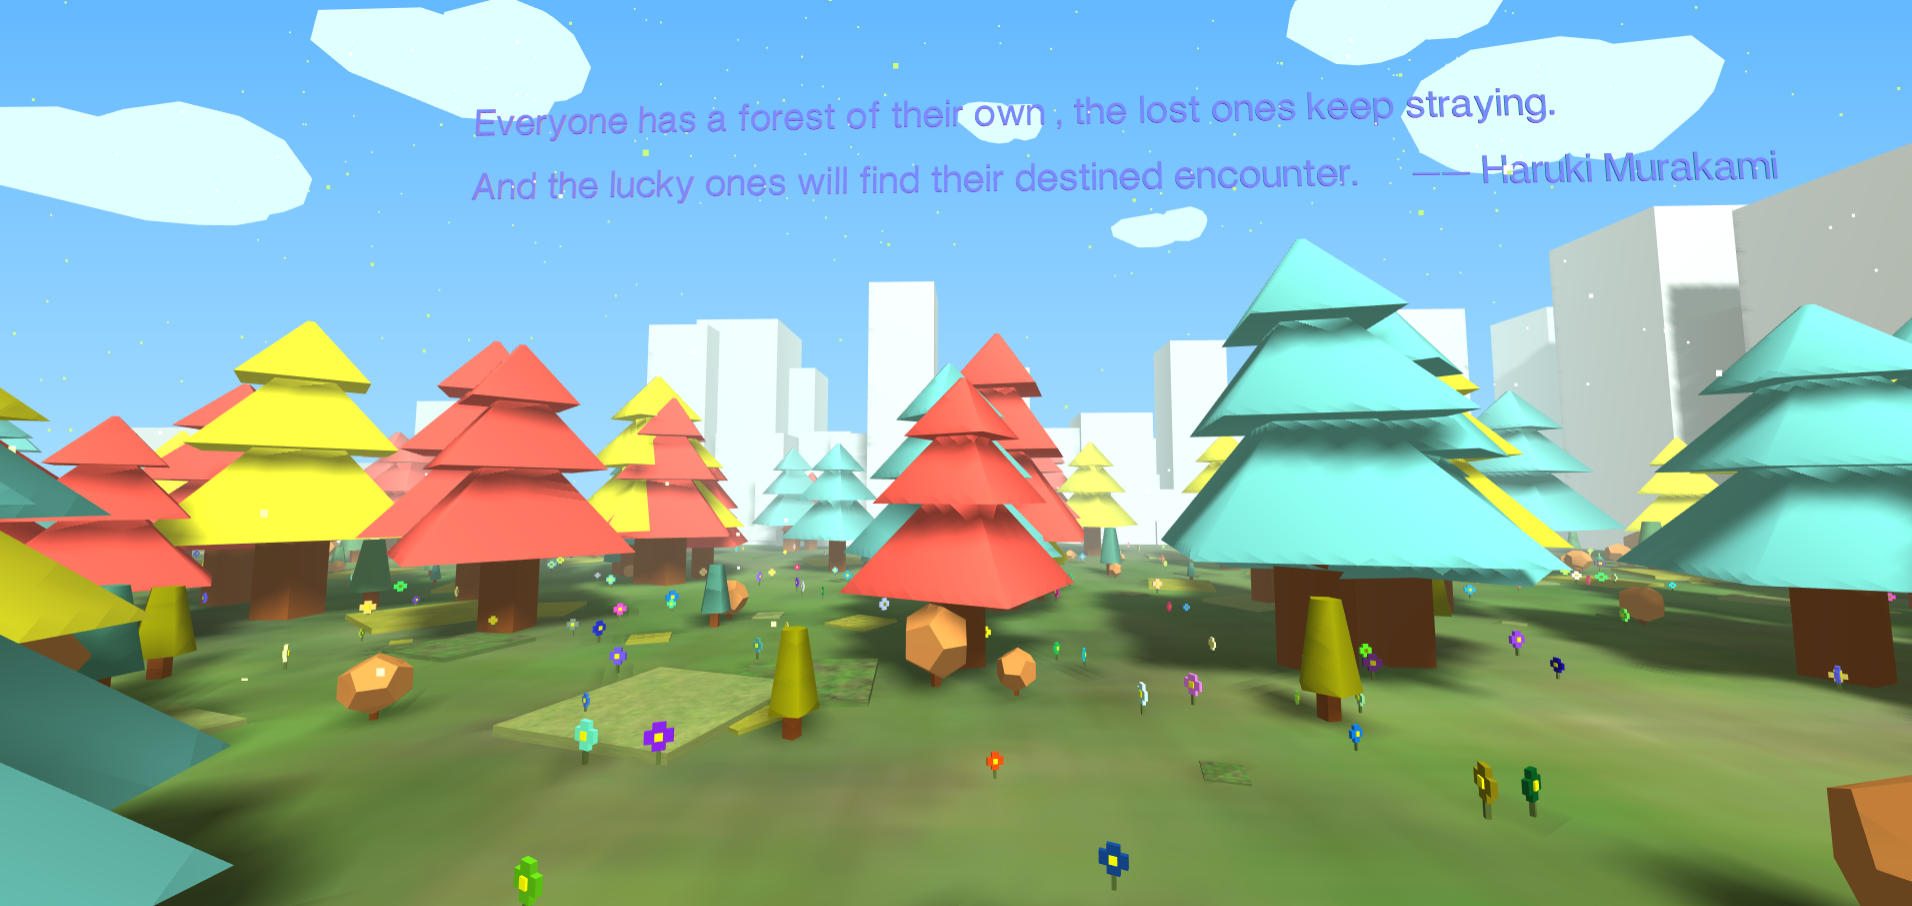 Everyone has a forest of their own , the lost ones keep straying.
And the lucky ones will find their destined encounter. —— Haruki Murakami